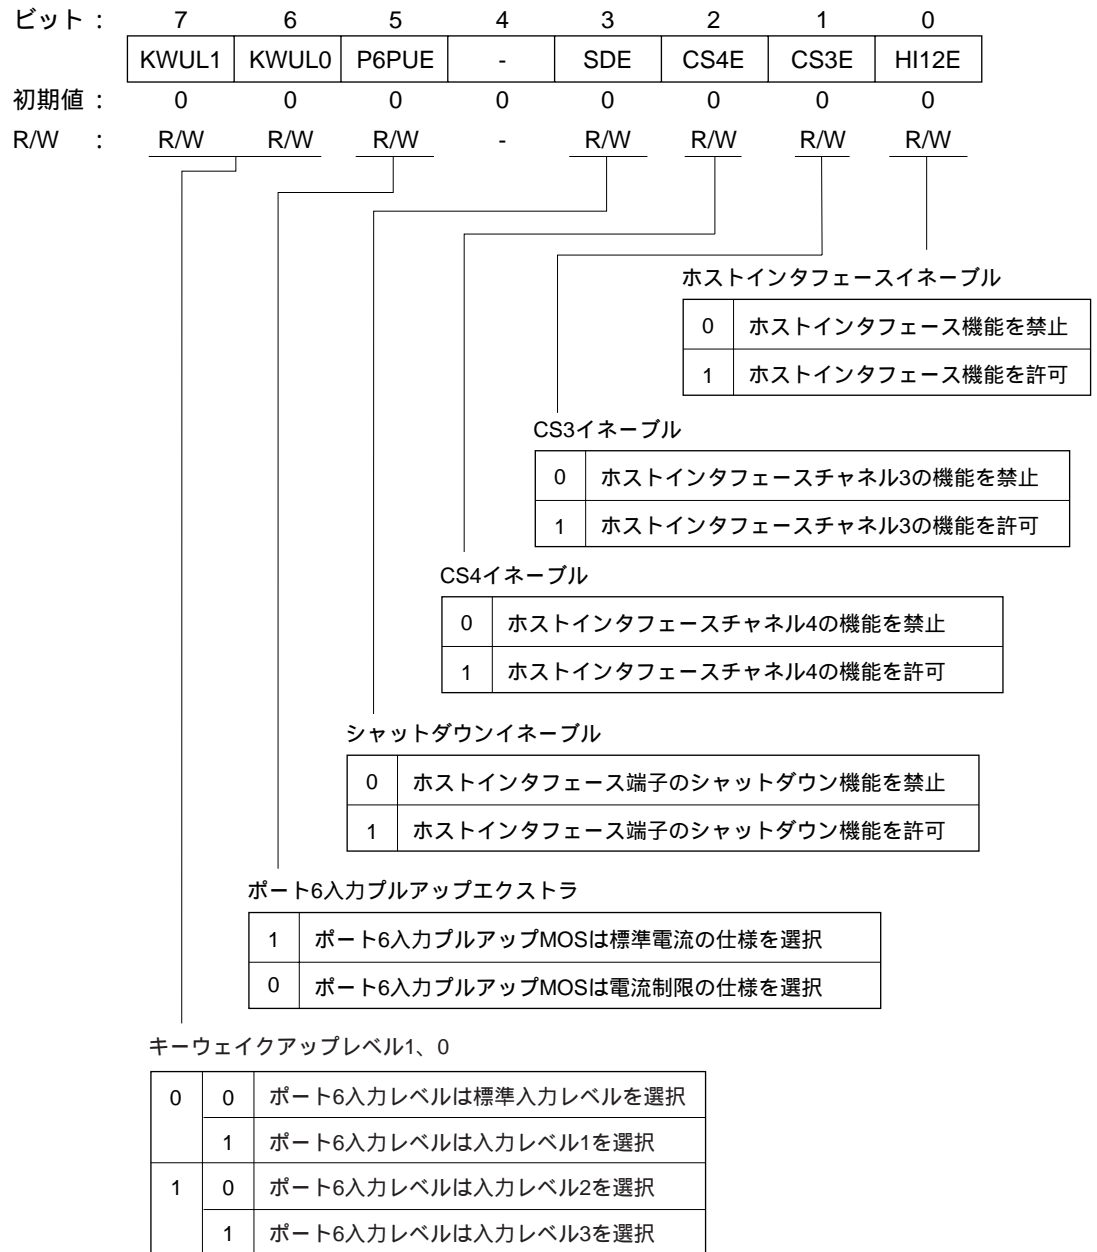 ビット： 7 6 5 4 3 2 1 0
KWUL1 KWUL0 P6PUE - SDE CS4E CS3E HI12E
初期値： 0 0 0 0 0 0 0 0
R/W ： R/W R/W R/W - R/W R/W R/W R/W
ホストインタフェースイネーブル
0 ホストインタフェース機能を禁止
1 ホストインタフェース機能を許可
CS3イネーブル
0 ホストインタフェースチャネル3の機能を禁止
1 ホストインタフェースチャネル3の機能を許可
CS4イネーブル
0 ホストインタフェースチャネル4の機能を禁止
1 ホストインタフェースチャネル4の機能を許可
シャットダウンイネーブル
0 ホストインタフェース端子のシャットダウン機能を禁止
1 ホストインタフェース端子のシャットダウン機能を許可
ポート6入力プルアップエクストラ
1 ポート6入力プルアップMOSは標準電流の仕様を選択
0 ポート6入力プルアップMOSは電流制限の仕様を選択
キーウェイクアップレベル1、0
0 0 ポート6入力レベルは標準入力レベルを選択
1 ポート6入力レベルは入力レベル1を選択
1 0 ポート6入力レベルは入力レベル2を選択
1 ポート6入力レベルは入力レベル3を選択